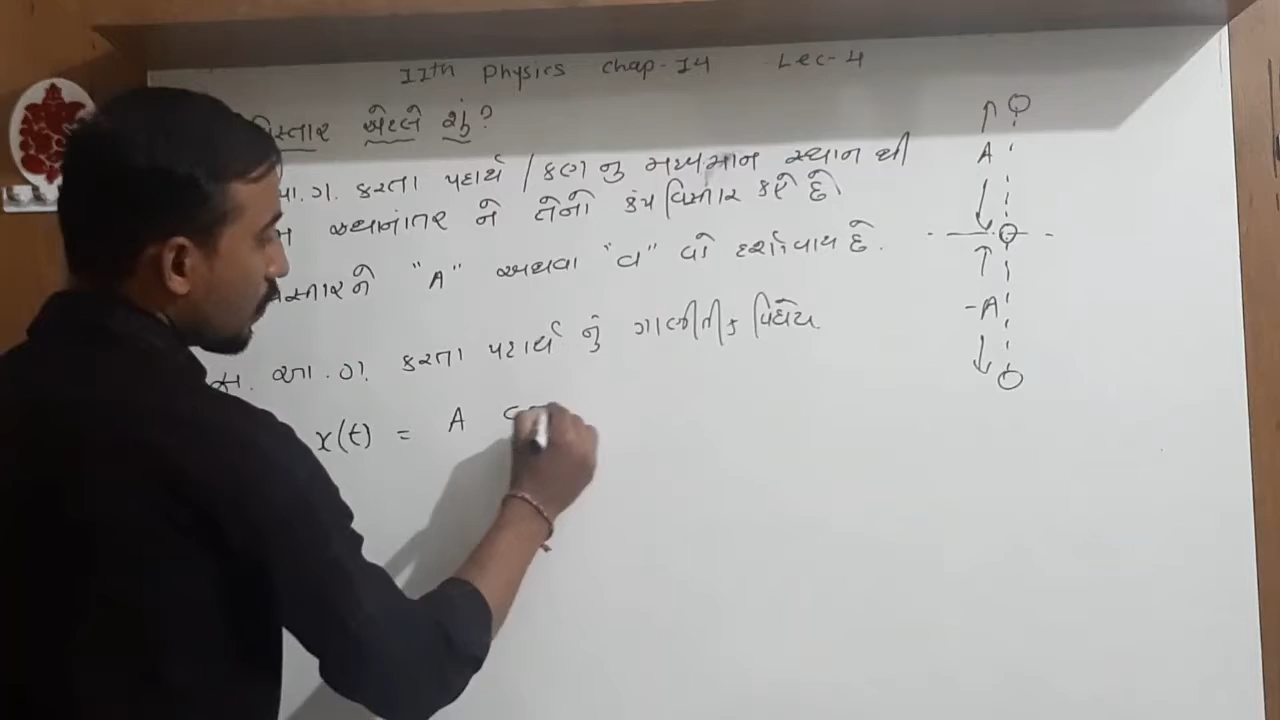 11th Physics Chap-14 Lec-4
એટલે શું?
કરતા પદાર્થ / કણ નુ મધ્યમાન સ્થાન થી
સ્થાનાંતર ને તેનો કંપવિસ્તાર કહે છે
"A" અથવા "a" વડે દર્શાવાય છે.
સ. આ. ગ. કરતા પદાર્થ નું ગાણીતીક વિધેય
x(t) = A
A
-A